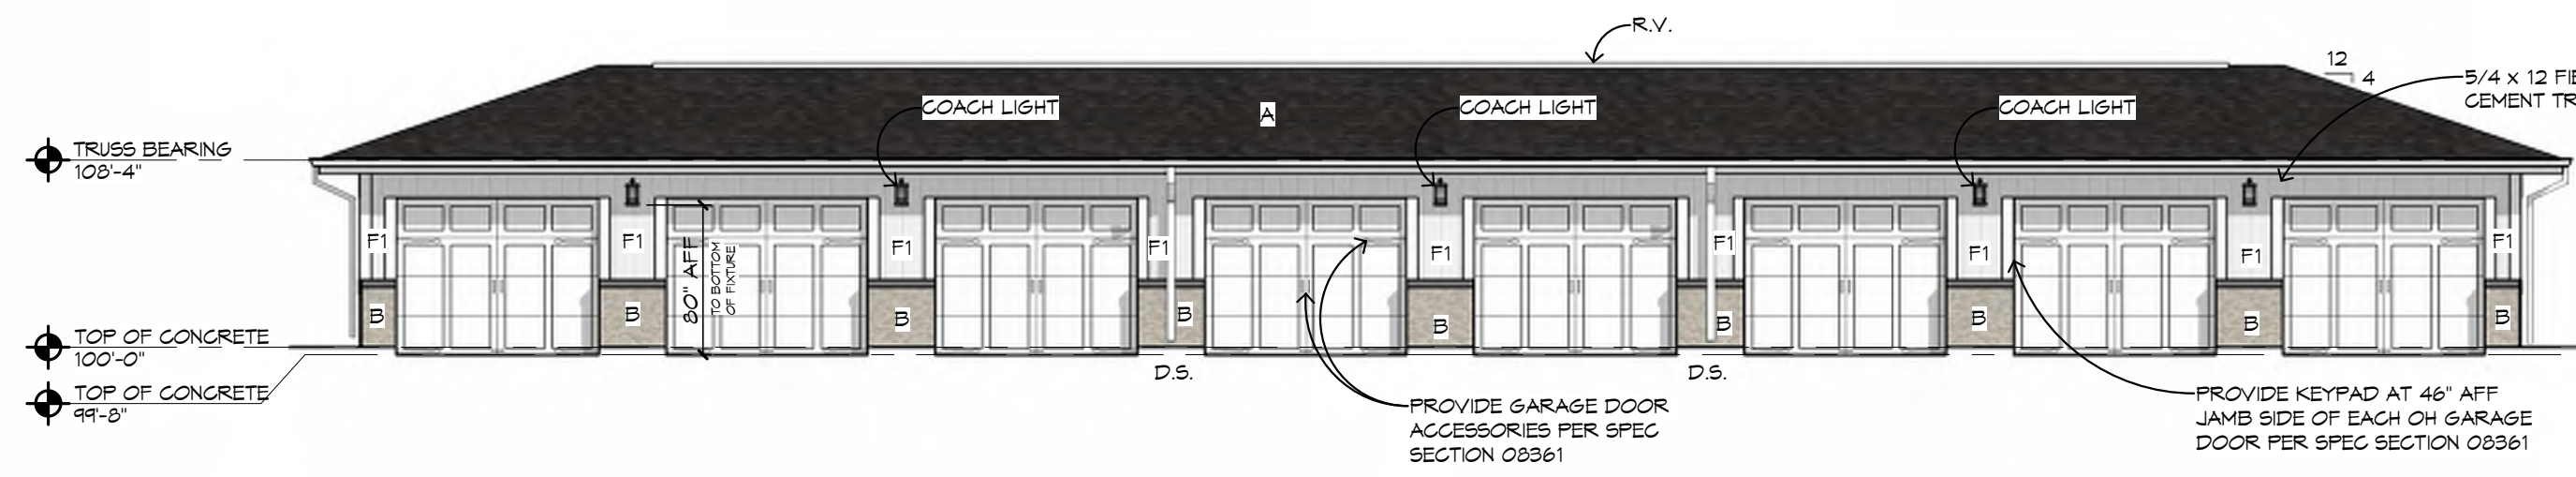 R.V.
12
4
5/4 x 12 FIE
CEMENT TR
COACH LIGHT
COACH LIGHT
COACH LIGHT
A
TRUSS BEARING
108'-4"
F1
F1
F1
F1
F1
F1
F1
F1
F1
80" AFF
TO BOTTOM
OF FIXTURE
B
B
B
B
B
B
B
B
B
TOP OF CONCRETE
100'-0"
TOP OF CONCRETE
99'-8"
D.S.
D.S.
PROVIDE GARAGE DOOR
ACCESSORIES PER SPEC
SECTION 08361
PROVIDE KEYPAD AT 46" AFF
JAMB SIDE OF EACH OH GARAGE
DOOR PER SPEC SECTION 08361